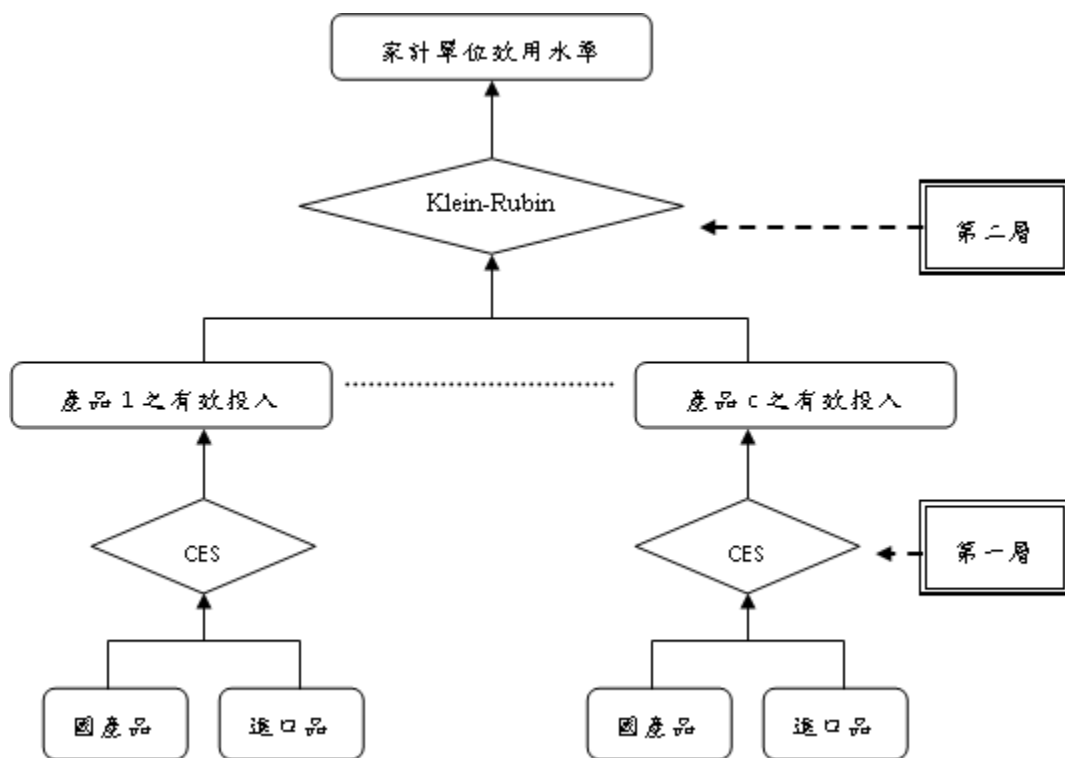 家計單位效用水準
Klein-Rubin
第二層
產品1之有效投入
產品c之有效投入
CES
CES
第一層
國產品
進口品
國產品
進口品